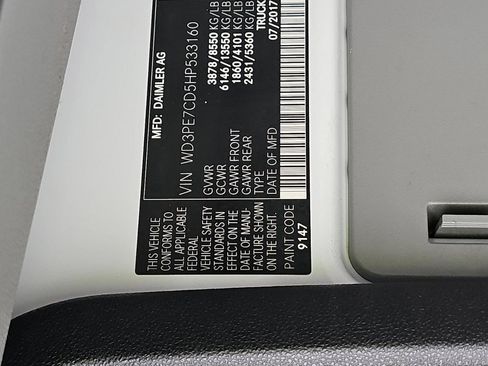 MFD. DAIMLER AG
VIN WD3PE7CD5HP533160
GVWR 3878/8550 KG/LB
GCWR 6146/13550 KG/LB
GAWR FRONT 1860/4101 KG/LB
GAWR REAR 2431/5360 KG/LB
TYPE TRUCK
DATE OF MFD 07/2017
THIS VEHICLE
CONFORMS TO
ALL APPLICABLE
FEDERAL
VEHICLE SAFETY
STANDARDS IN
EFFECT ON THE
DATE OF MANU-
FACTURE SHOWN
ON THE RIGHT.
PAINT CODE
9147